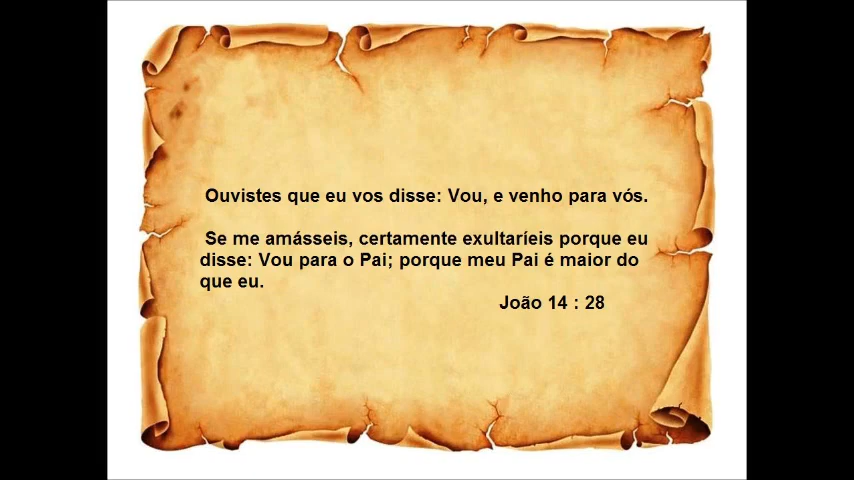 Ouvistes que eu vos disse: Vou, e venho para vós.
Se me amásseis, certamente exultaríeis porque eu
disse: Vou para o Pai; porque meu Pai é maior do
que eu.
João 14 : 28